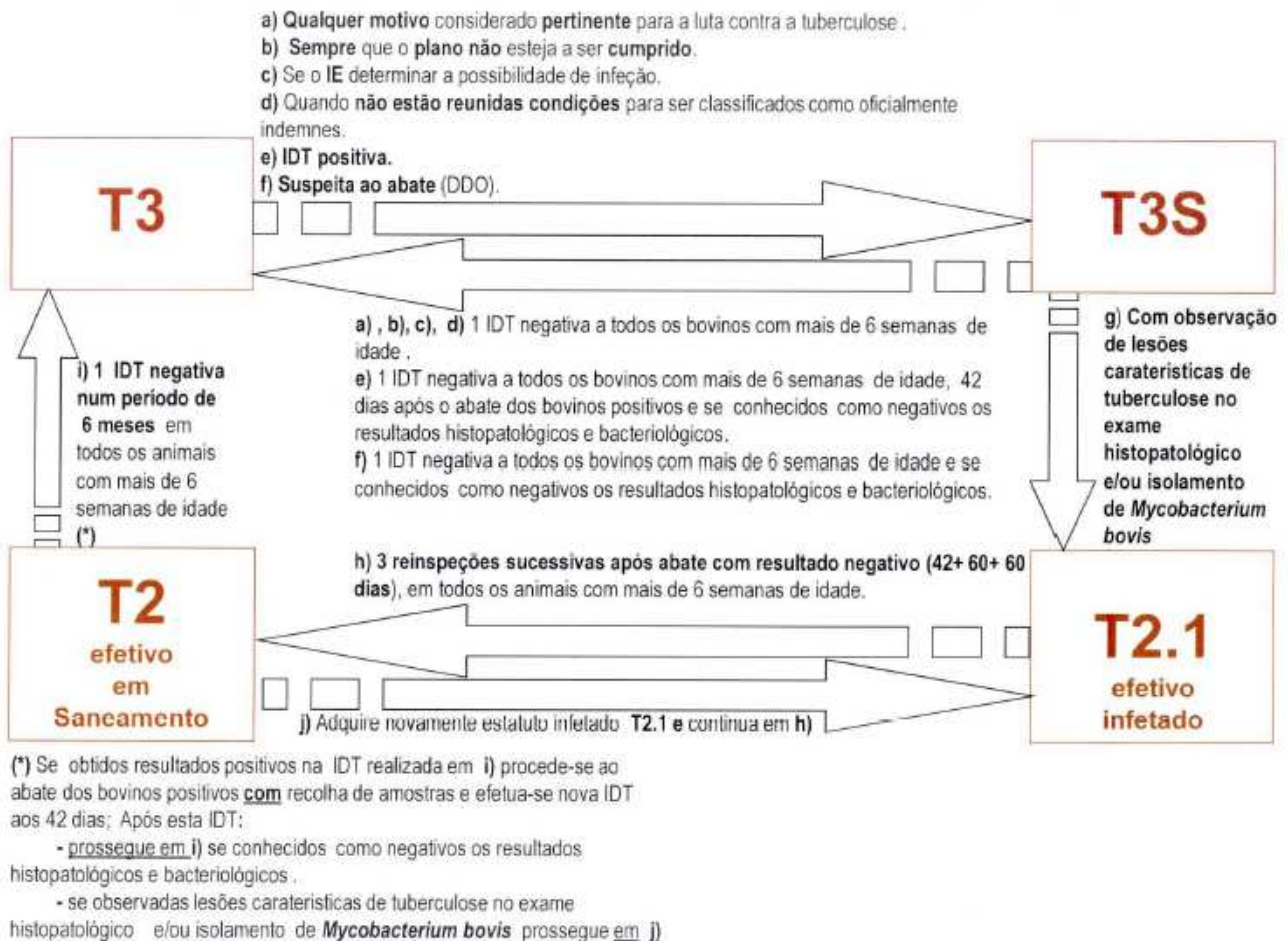 a) Qualquer motivo considerado pertinente para a luta contra a tuberculose .
b) Sempre que o plano não esteja a ser cumprido.
c) Se o IE determinar a possibilidade de infeção.
d) Quando não estão reunidas condições para ser classificados como oficialmente
indemnes.
e) IDT positiva.
f) Suspeita ao abate (DDO).
T3
T3S
a) , b), c), d) 1 IDT negativa a todos os bovinos com mais de 6 semanas de
idade .
e) 1 IDT negativa a todos os bovinos com mais de 6 semanas de idade, 42
dias após o abate dos bovinos positivos e se conhecidos como negativos os
resultados histopatológicos e bacteriológicos.
f) 1 IDT negativa a todos os bovinos com mais de 6 semanas de idade e se
conhecidos como negativos os resultados histopatológicos e bacteriológicos.
g) Com observação
de lesões
carateristicas de
tuberculose no
exame
histopatológico
e/ou isolamento
de Mycobacterium
bovis
i) 1 IDT negativa
num período de
6 meses em
todos os animais
com mais de 6
semanas de idade
(*)
h) 3 reinspeções sucessivas após abate com resultado negativo (42+ 60+ 60
dias), em todos os animais com mais de 6 semanas de idade.
T2
efetivo
em
Saneamento
T2.1
efetivo
infetado
j) Adquire novamente estatuto infetado T2.1 e continua em h)
(*) Se obtidos resultados positivos na IDT realizada em i) procede-se ao
abate dos bovinos positivos com recolha de amostras e efetua-se nova IDT
aos 42 dias; Após esta IDT:
- prossegue em i) se conhecidos como negativos os resultados
histopatológicos e bacteriológicos .
- se observadas lesões carateristicas de tuberculose no exame
histopatológico e/ou isolamento de Mycobacterium bovis prossegue em j)